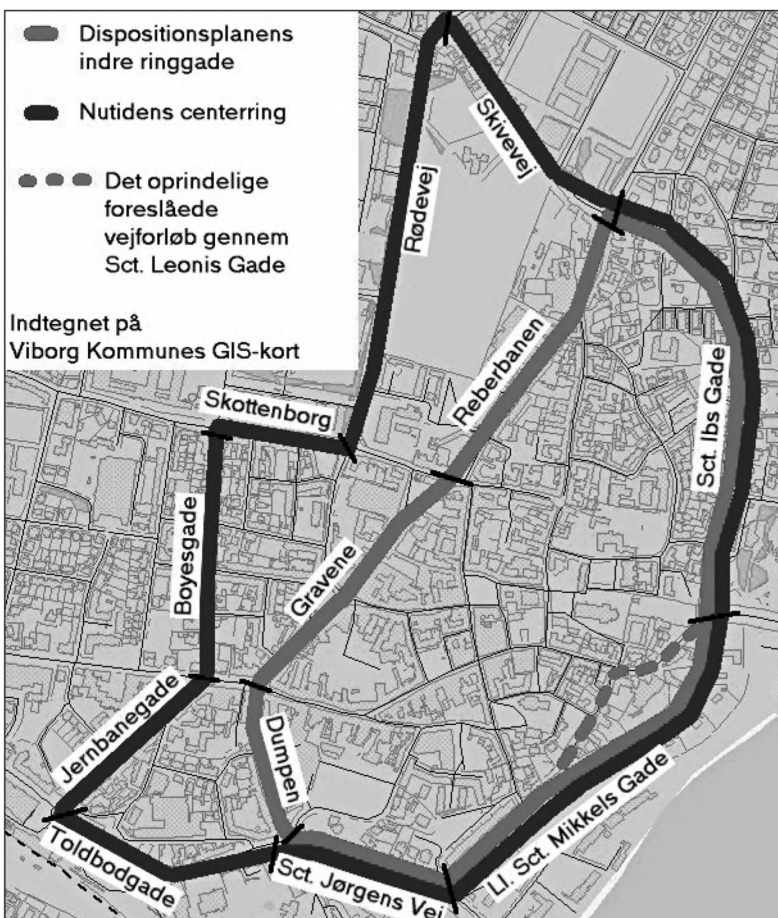 Dispositionsplanens
indre ringgade
Nutidens centerring
Det oprindelige
foreslåede
vejforløb gennem
Sct. Leonis Gade
Indtegnet på
Viborg Kommunes GIS-kort
Skivevej
Rødevej
Reberbanen
Skottenborg
Sct. Ibs Gade
Boyesgade
Gravene
Jernbanegade
Dumpen
Toldbodgade
Sct. Jørgens Vej
Ll. Sct. Mikkels Gade